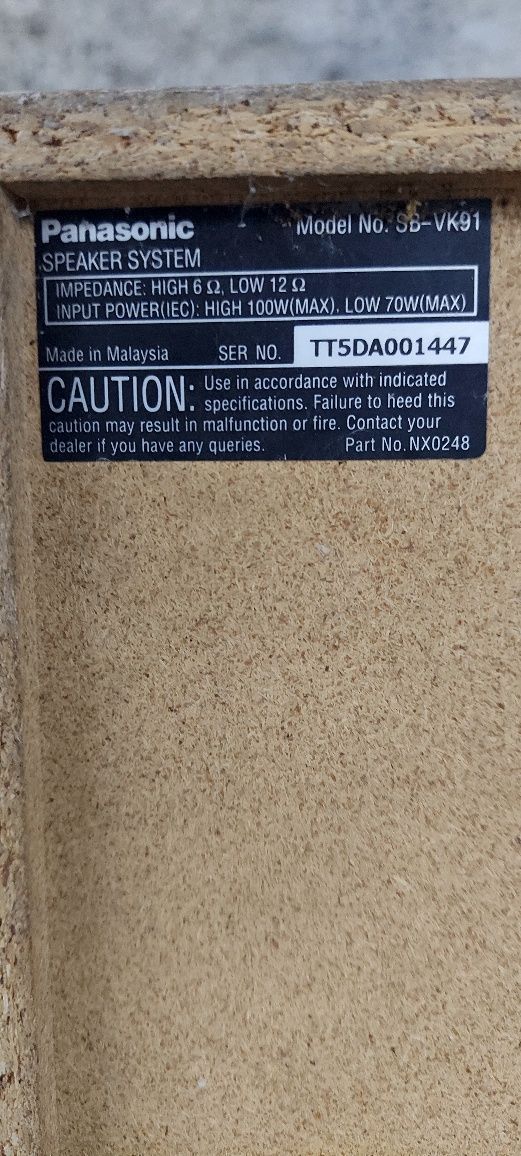 Panasonic Model No. SB-VK91
SPEAKER SYSTEM
IMPEDANCE: HIGH 6 Ω, LOW 12 Ω
INPUT POWER(IEC): HIGH 100W(MAX), LOW 70W(MAX)
Made in Malaysia SER NO. TT5DA001447
CAUTION: Use in accordance with indicated
specifications. Failure to heed this
caution may result in malfunction or fire. Contact your
dealer if you have any queries. Part No. NX0248